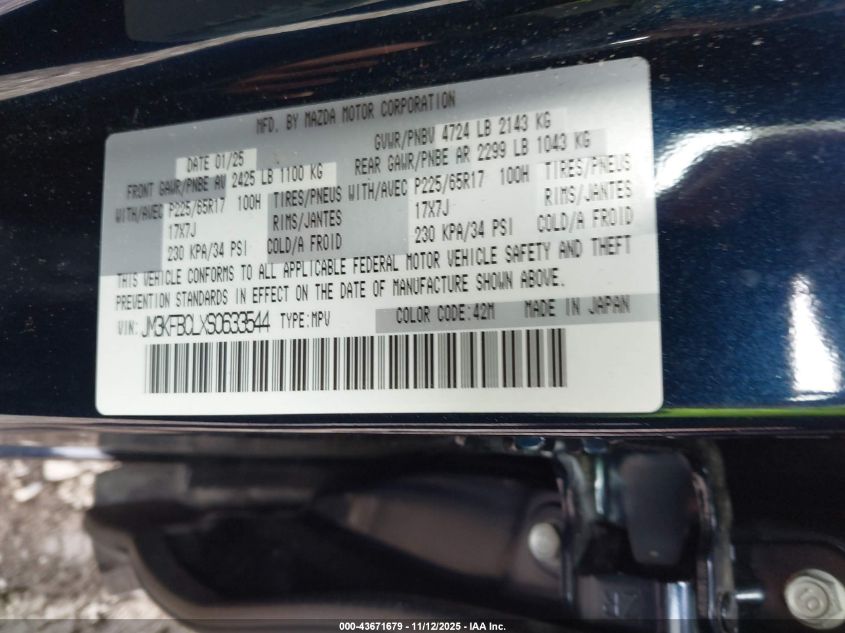 MFD. BY MAZDA MOTOR CORPORATION
DATE 01/25 GVWR/PNBV 4724 LB 2143 KG
FRONT GAWR/PNBE AV 2425 LB 1100 KG REAR GAWR/PNBE AR 2299 LB 1043 KG
WITH/AVEC P225/65R17 100H TIRES/PNEUS WITH/AVEC P225/65R17 100H TIRES/PNEUS
17X7J RIMS/JANTES 17X7J RIMS/JANTES
230 KPA/34 PSI COLD/A FROID 230 KPA/34 PSI COLD/A FROID
THIS VEHICLE CONFORMS TO ALL APPLICABLE FEDERAL MOTOR VEHICLE SAFETY AND THEFT
PREVENTION STANDARDS IN EFFECT ON THE DATE OF MANUFACTURE SHOWN ABOVE.
VIN: JM3KFBCLXS0633544 TYPE: MPV COLOR CODE: 42M MADE IN JAPAN
000-43671679 - 11/12/2025 - IAA Inc.